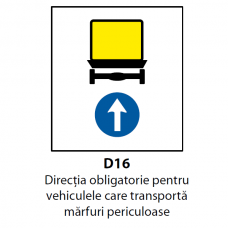 D16
Direcția obligatorie pentru
vehiculele care transportă
mărfuri periculoase